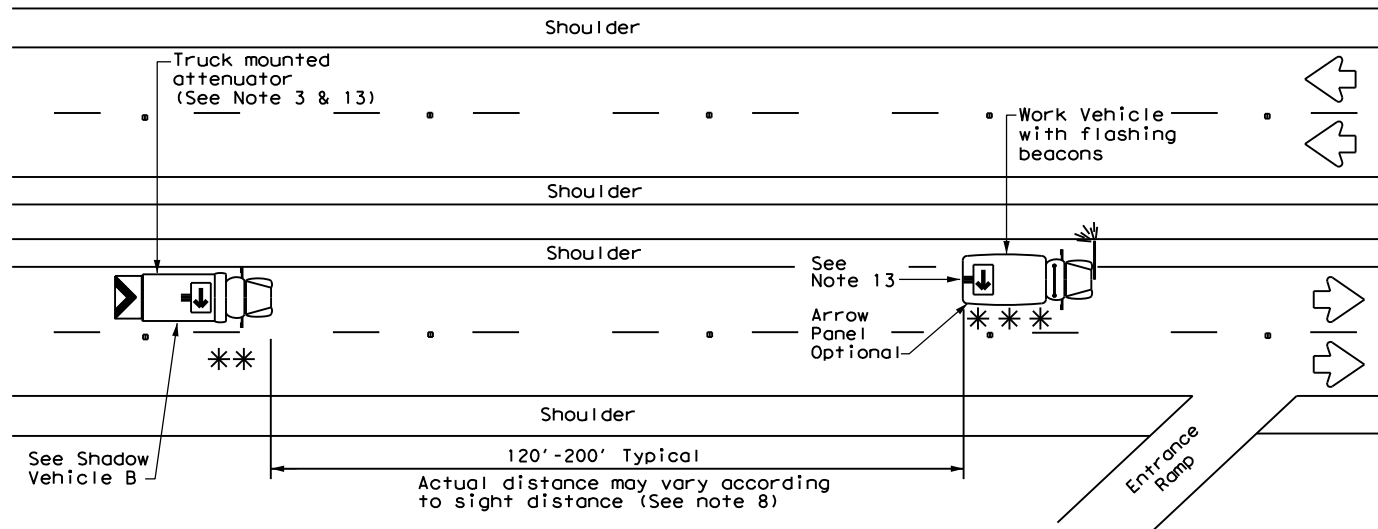 Shoulder
Truck mounted
attenuator
(See Note 3 & 13)
Work Vehicle
with flashing
beacons
Shoulder
Shoulder
See
Note 13
Arrow
Panel
Optional
Shoulder
See Shadow
Vehicle B
120'-200' Typical
Actual distance may vary according
to sight distance (See note 8)
Entrance
Ramp